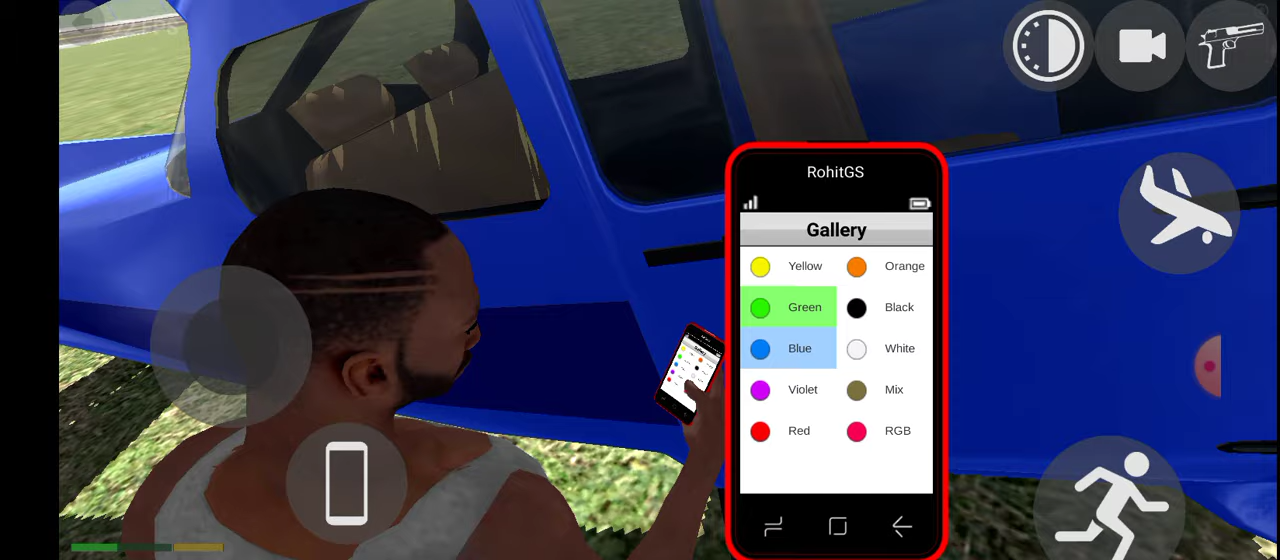 RohitGS
Gallery
Yellow Orange
Green Black
Blue White
Violet Mix
Red RGB